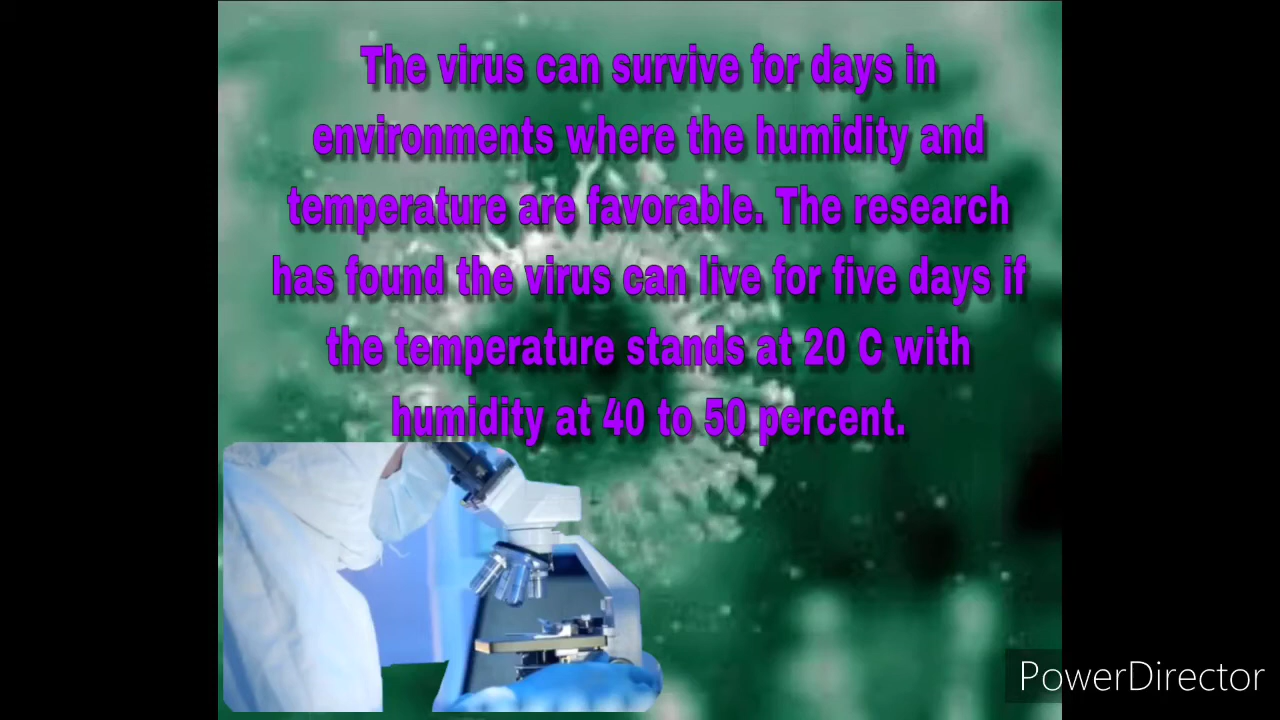 The virus can survive for days in
environments where the humidity and
temperature are favorable. The research
has found the virus can live for five days if
the temperature stands at 20 C with
humidity at 40 to 50 percent.
PowerDirector